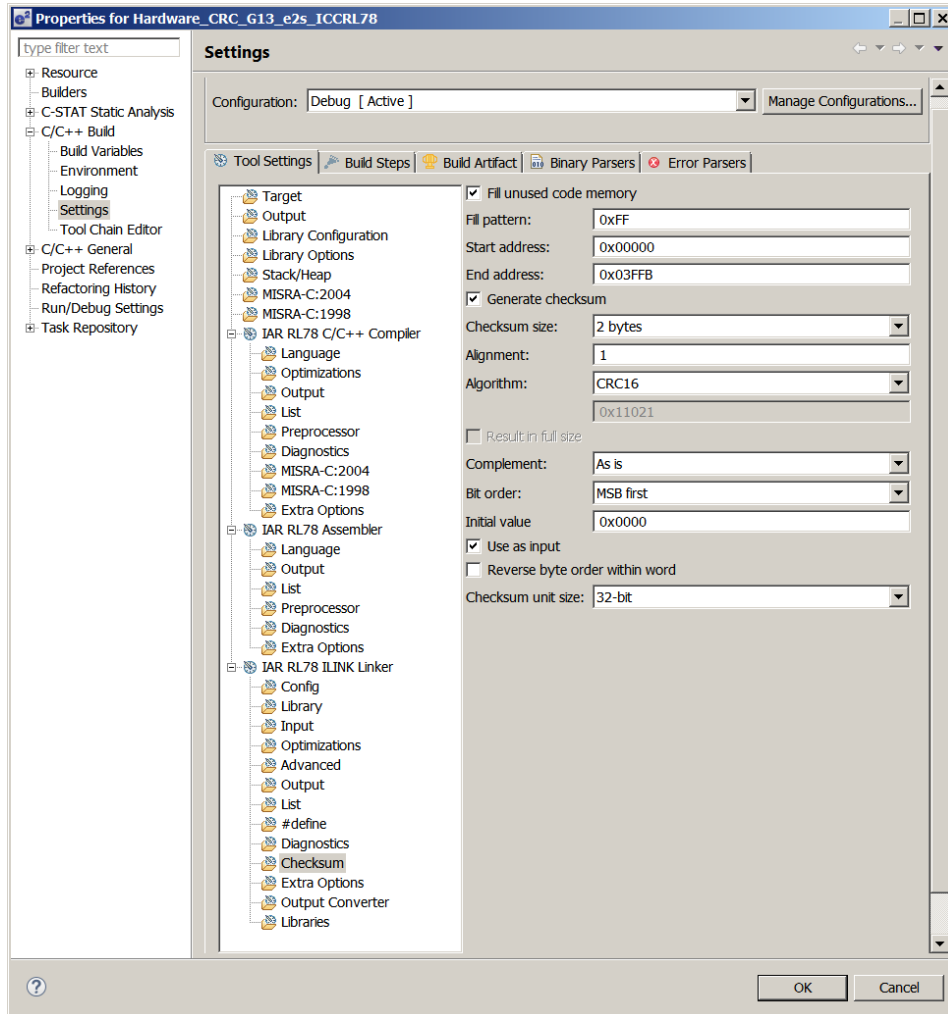 Properties for Hardware_CRC_G13_e2s_ICCRL78
type filter text
Resource
Builders
C-STAT Static Analysis
C/C++ Build
Build Variables
Environment
Logging
Settings
Tool Chain Editor
C/C++ General
Project References
Refactoring History
Run/Debug Settings
Task Repository
Settings
Configuration: Debug [ Active ] Manage Configurations...
Tool Settings Build Steps Build Artifact Binary Parsers Error Parsers
Target
Output
Library Configuration
Library Options
Stack/Heap
MISRA-C:2004
MISRA-C:1998
IAR RL78 C/C++ Compiler
Language
Optimizations
Output
List
Preprocessor
Diagnostics
MISRA-C:2004
MISRA-C:1998
Extra Options
IAR RL78 Assembler
Language
Output
List
Preprocessor
Diagnostics
Extra Options
IAR RL78 ILINK Linker
Config
Library
Input
Optimizations
Advanced
Output
List
#define
Diagnostics
Checksum
Extra Options
Output Converter
Libraries
Fill unused code memory
Fill pattern: 0xFF
Start address: 0x00000
End address: 0x03FFB
Generate checksum
Checksum size: 2 bytes
Alignment: 1
Algorithm: CRC16
0x11021
Result in full size
Complement: As is
Bit order: MSB first
Initial value 0x0000
Use as input
Reverse byte order within word
Checksum unit size: 32-bit
OK Cancel